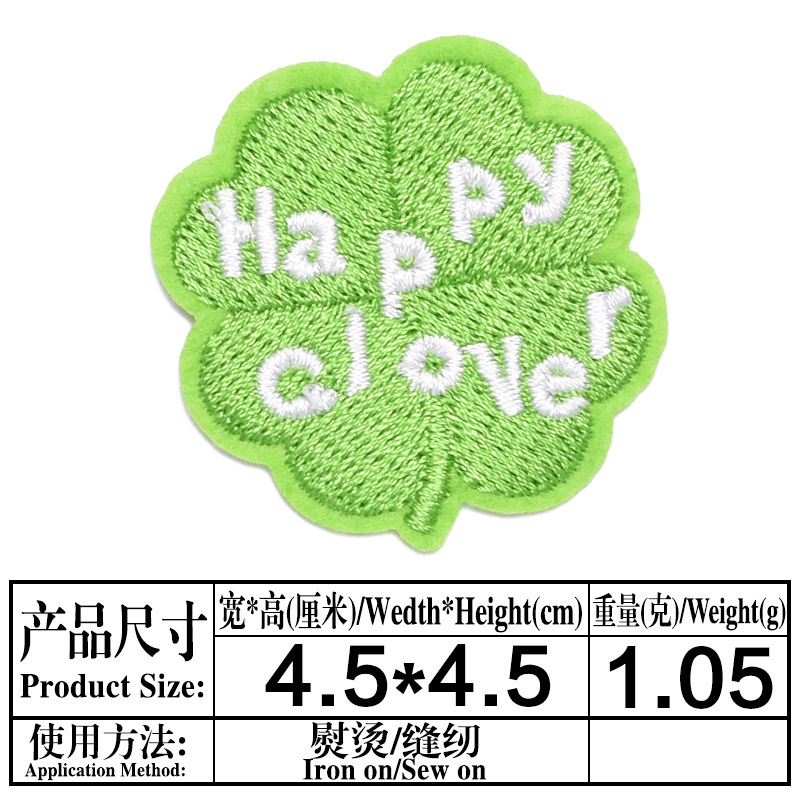 Happy
clover
产品尺寸
Product Size:
宽*高(厘米)/Wedth*Height(cm)
4.5*4.5
重量(克)/Weight(g)
1.05
使用方法:
Application Method:
熨烫/缝纫
Iron on/Sew on